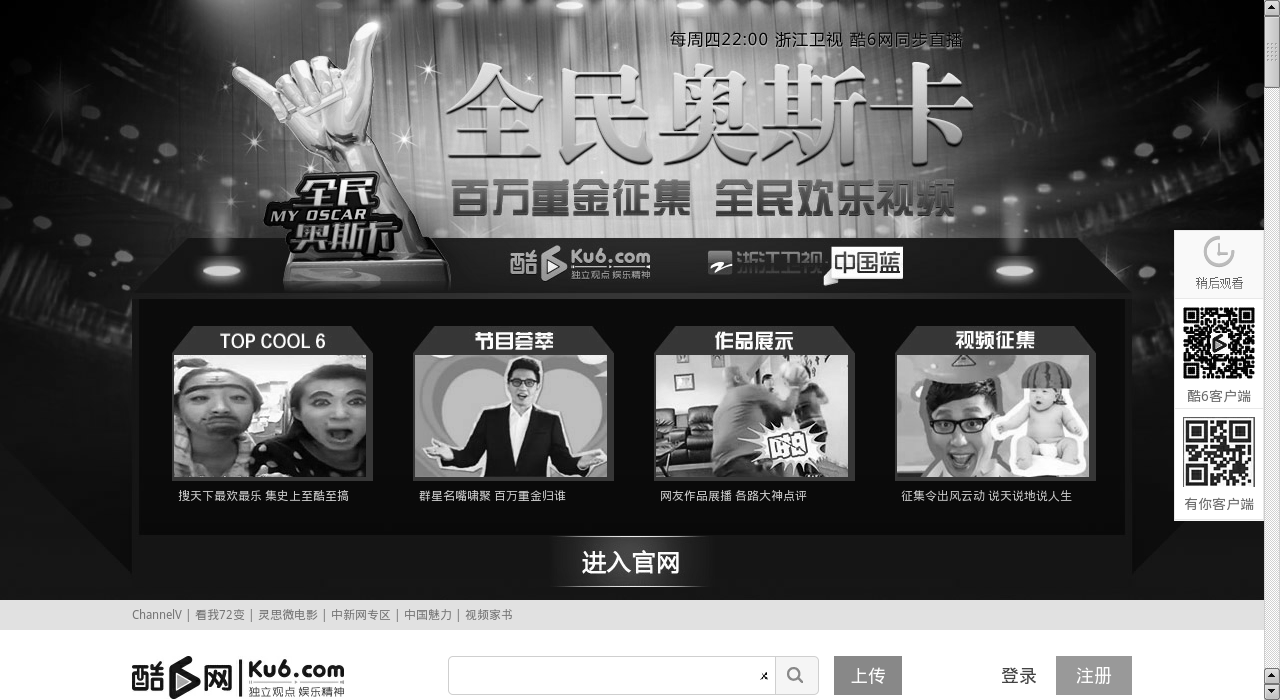 每周四22:00 浙江卫视 酷6网同步直播
全民奥斯卡
百万重金征集 全民欢乐视频
全民
MY OSCAR
奥斯卡
酷6 Ku6.com
独立观点 娱乐精神
浙江卫视 中国蓝
稍后观看
酷6客户端
有你客户端
TOP COOL 6
节目荟萃
作品展示
视频征集
搜天下最欢最乐 集史上至酷至搞
群星名嘴啸聚 百万重金归谁
网友作品展播 各路大神点评
征集令出风云动 说天说地说人生
进入官网
ChannelV | 看我72变 | 灵思微电影 | 中新网专区 | 中国魅力 | 视频家书
酷6网 Ku6.com
独立观点 娱乐精神
上传
登录
注册